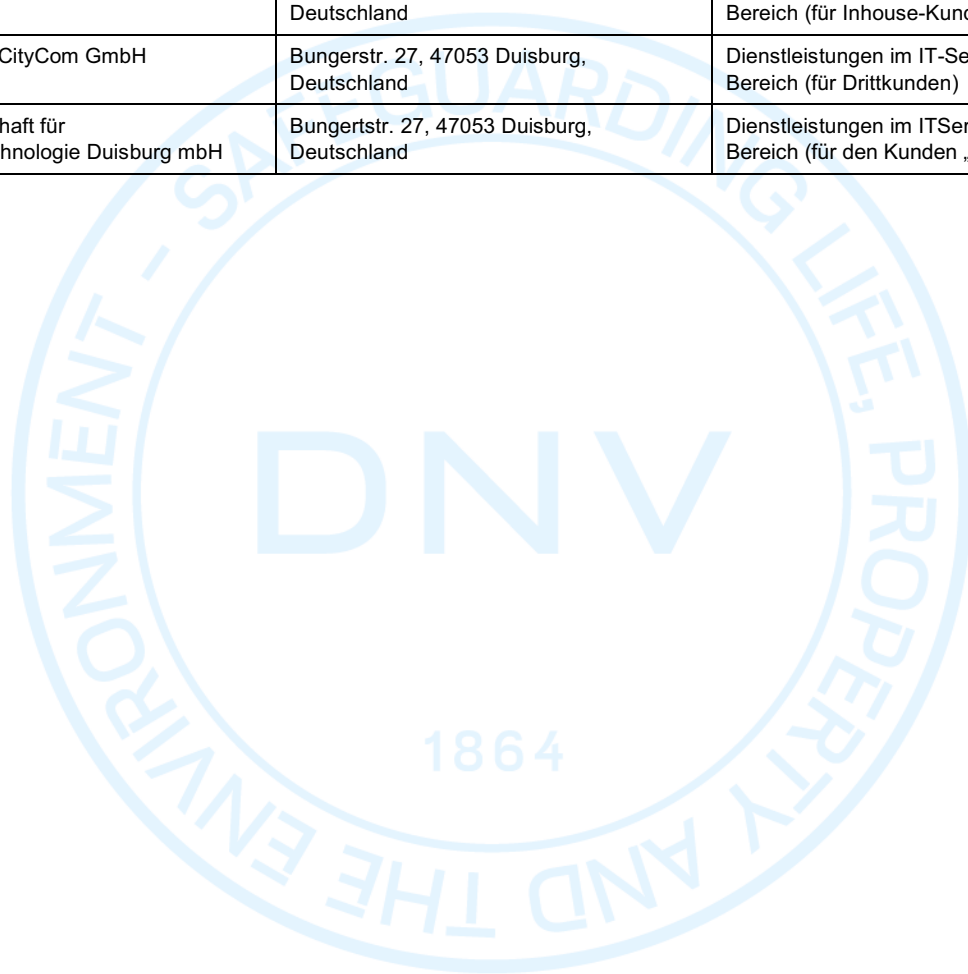 Deutschland
Bereich (für Inhouse-Kund
CityCom GmbH
Bungerstr. 27, 47053 Duisburg,
Deutschland
Dienstleistungen im IT-Se
Bereich (für Drittkunden)
haft für
hnologie Duisburg mbH
Bungertstr. 27, 47053 Duisburg,
Deutschland
Dienstleistungen im ITSer
Bereich (für den Kunden „
SAFEGUARDING LIFE, PROPERTY AND THE ENVIRONMENT -
DNV
1864